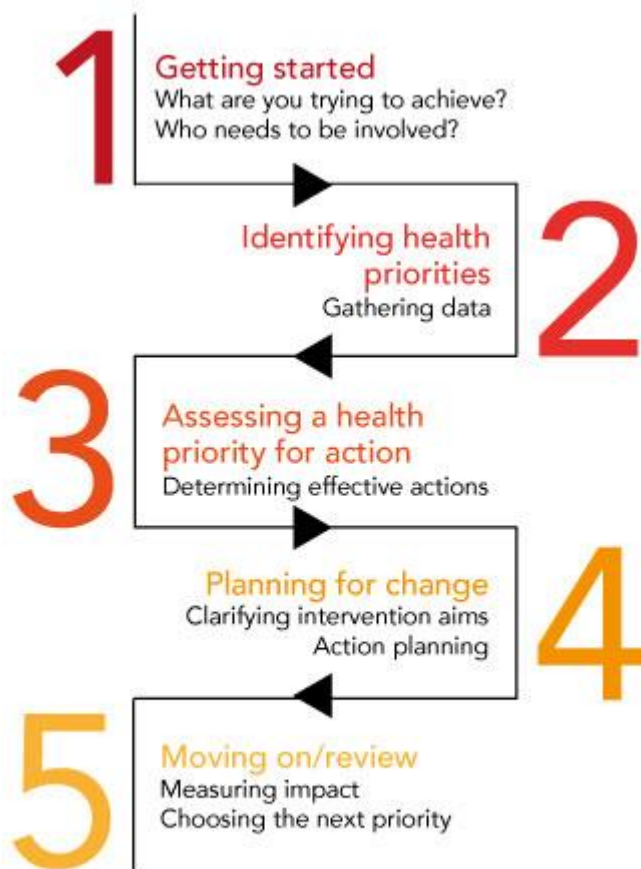 1
Getting started
What are you trying to achieve?
Who needs to be involved?
2
Identifying health
priorities
Gathering data
3
Assessing a health
priority for action
Determining effective actions
4
Planning for change
Clarifying intervention aims
Action planning
5
Moving on/review
Measuring impact
Choosing the next priority